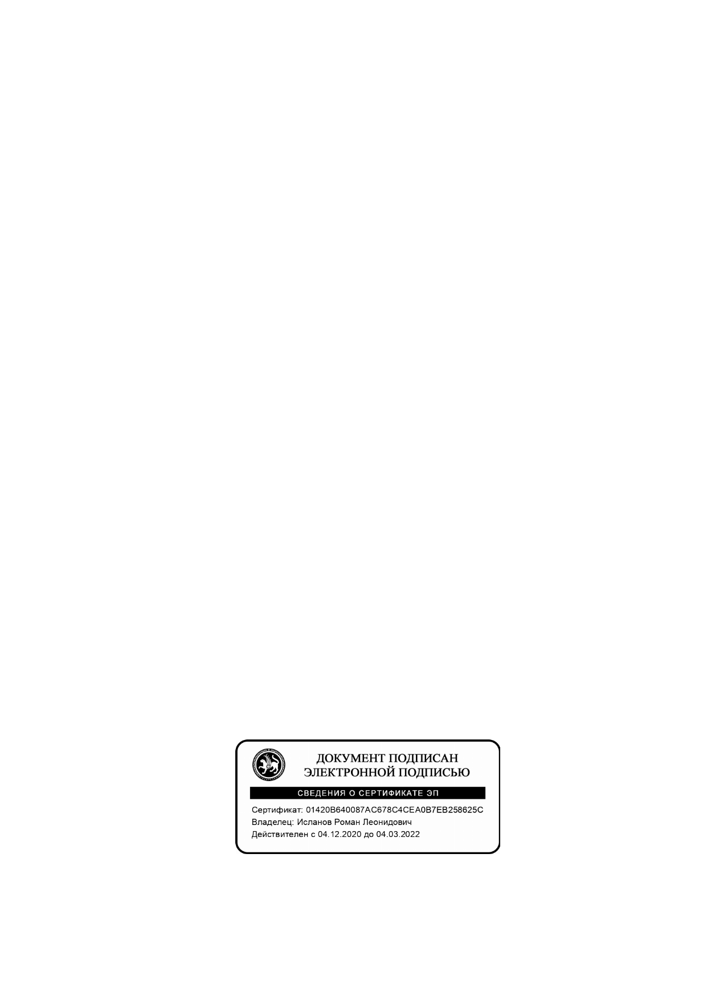 ДОКУМЕНТ ПОДПИСАН
ЭЛЕКТРОННОЙ ПОДПИСЬЮ
СВЕДЕНИЯ О СЕРТИФИКАТЕ ЭП
Сертификат: 01420B640087AC678C4CEA0B7EB258625C
Владелец: Исланов Роман Леонидович
Действителен с 04.12.2020 до 04.03.2022